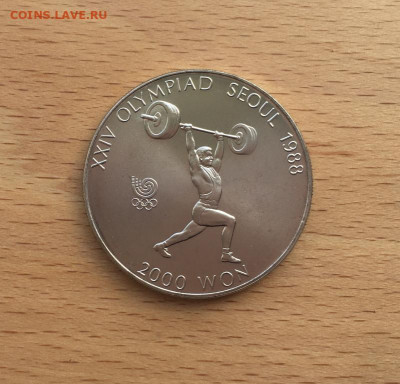 COINS.LAVE.RU
XXIV OLYMPIAD SEOUL 1988
2000 WON